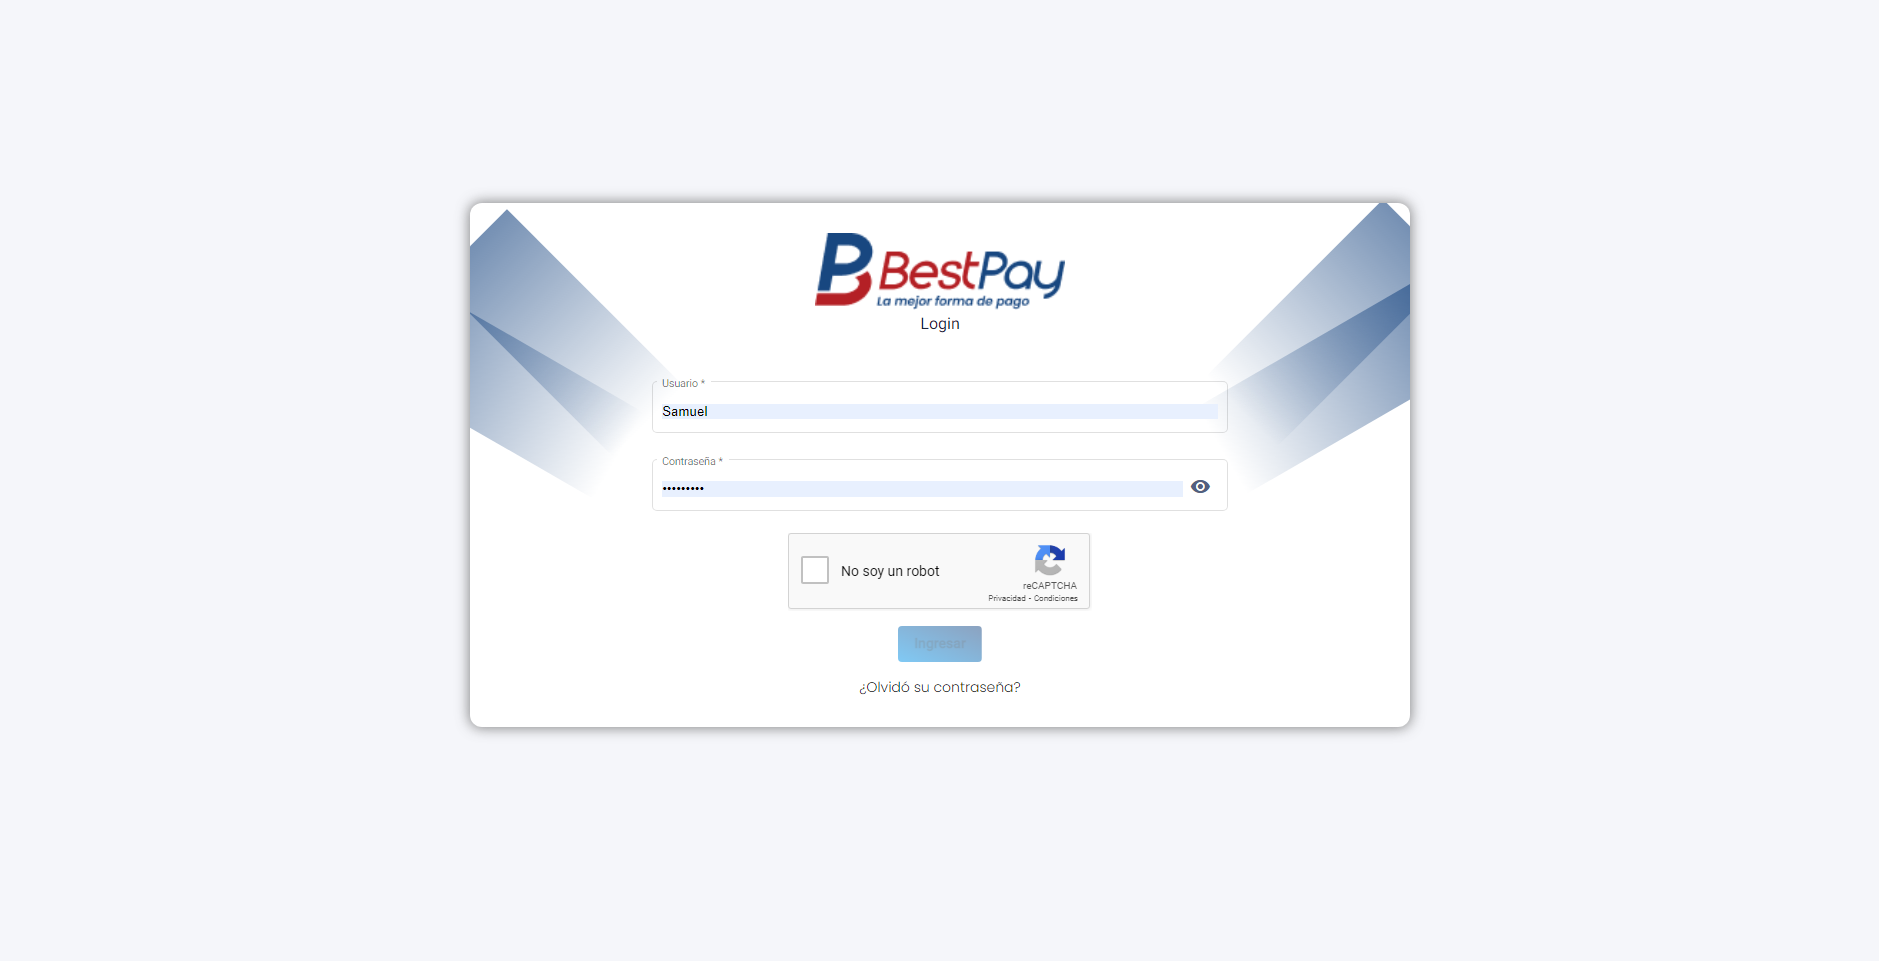 BestPay
La mejor forma de pago
Login
Usuario *
Samuel
Contraseña *
•••••••••
No soy un robot
reCAPTCHA
Privacidad - Condiciones
Ingresar
¿Olvidó su contraseña?